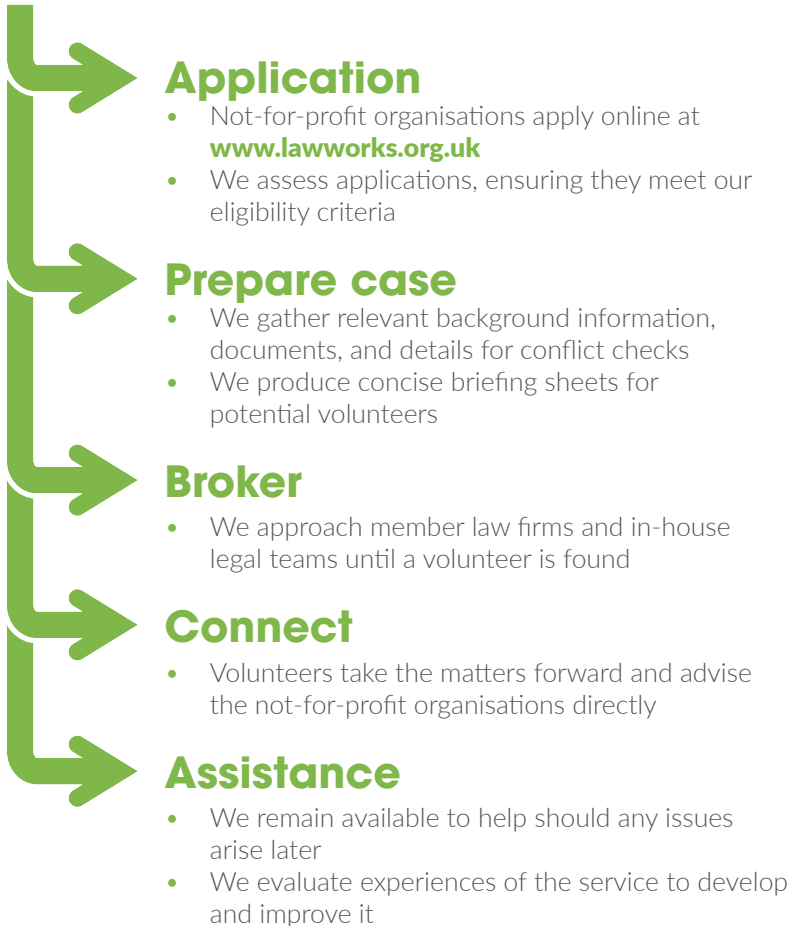 Application
• Not-for-profit organisations apply online at
www.lawworks.org.uk
• We assess applications, ensuring they meet our
eligibility criteria
Prepare case
• We gather relevant background information,
documents, and details for conflict checks
• We produce concise briefing sheets for
potential volunteers
Broker
• We approach member law firms and in-house
legal teams until a volunteer is found
Connect
• Volunteers take the matters forward and advise
the not-for-profit organisations directly
Assistance
• We remain available to help should any issues
arise later
• We evaluate experiences of the service to develop
and improve it